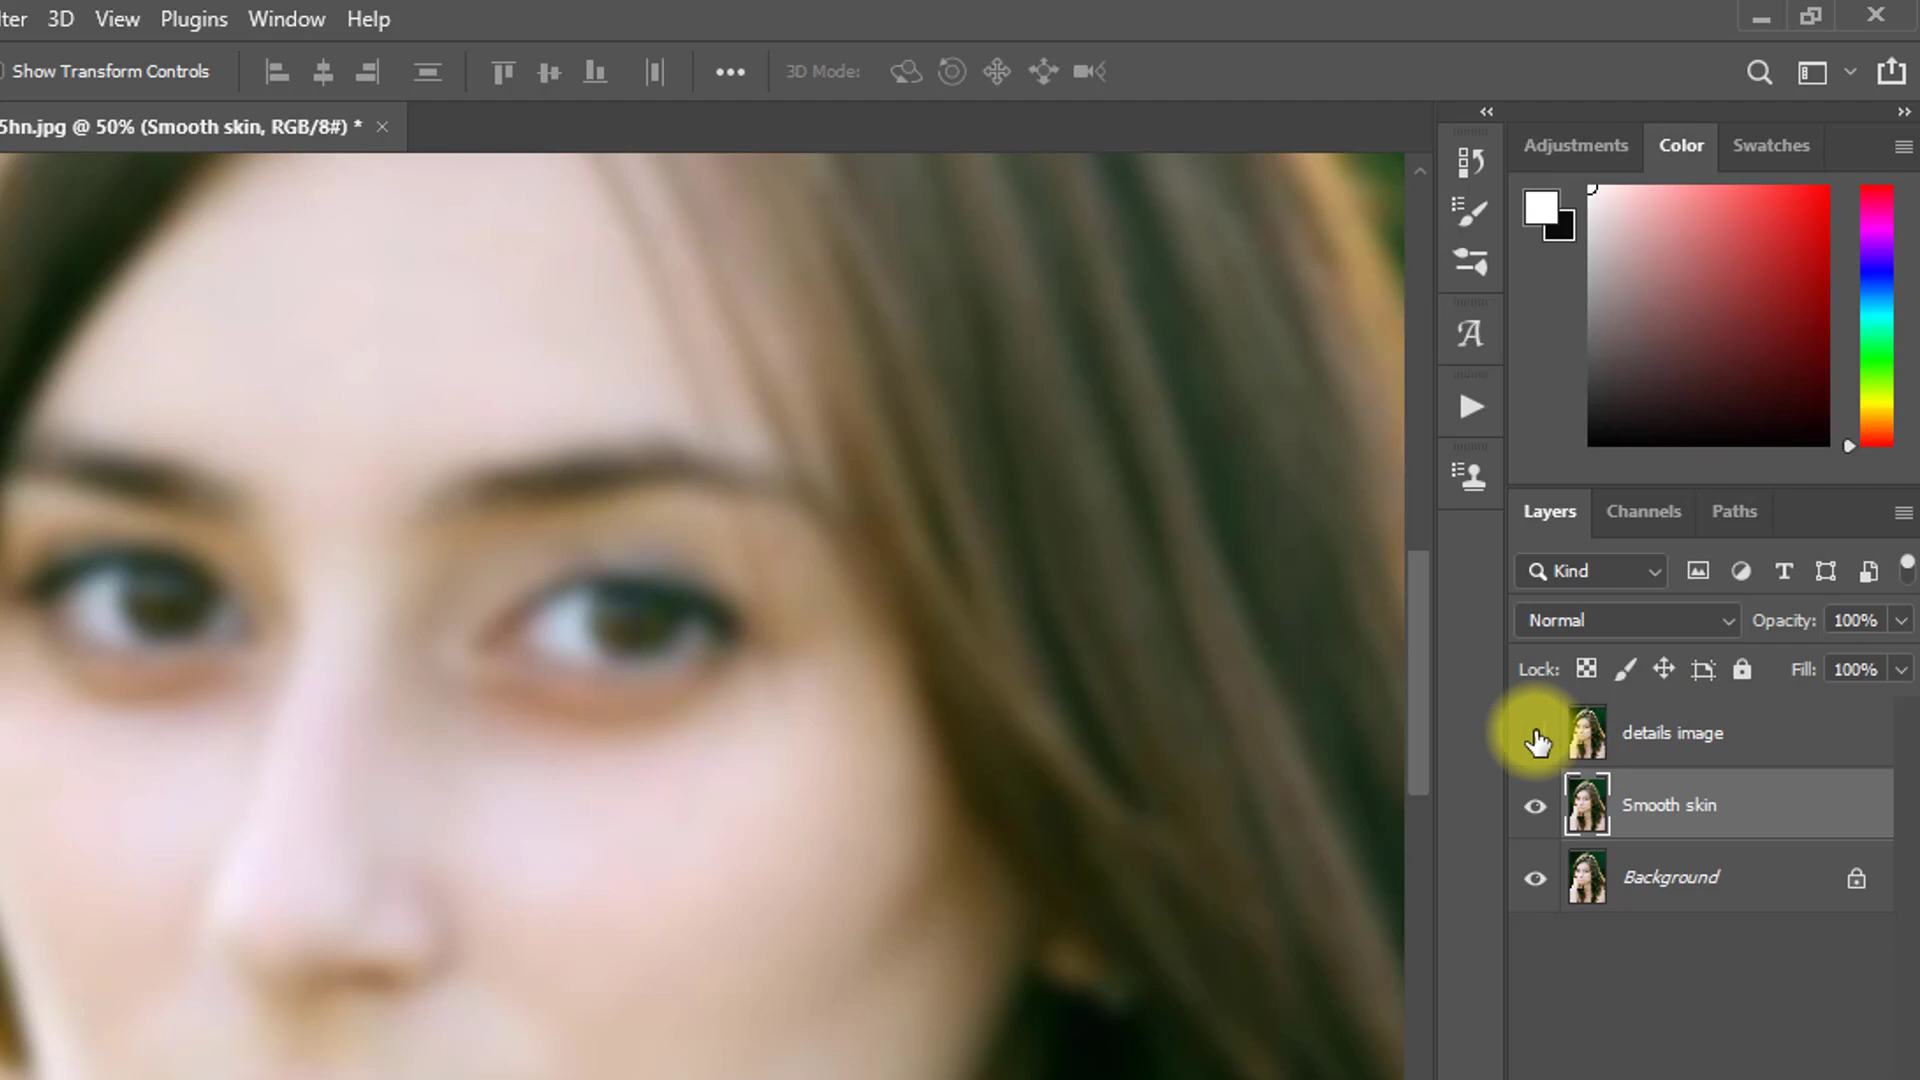 lter 3D View Plugins Window Help
Show Transform Controls 3D Mode:
5hn.jpg @ 50% (Smooth skin, RGB/8#) *
Adjustments Color Swatches
Layers Channels Paths
Kind
Normal Opacity: 100%
Lock: Fill: 100%
details image
Smooth skin
Background